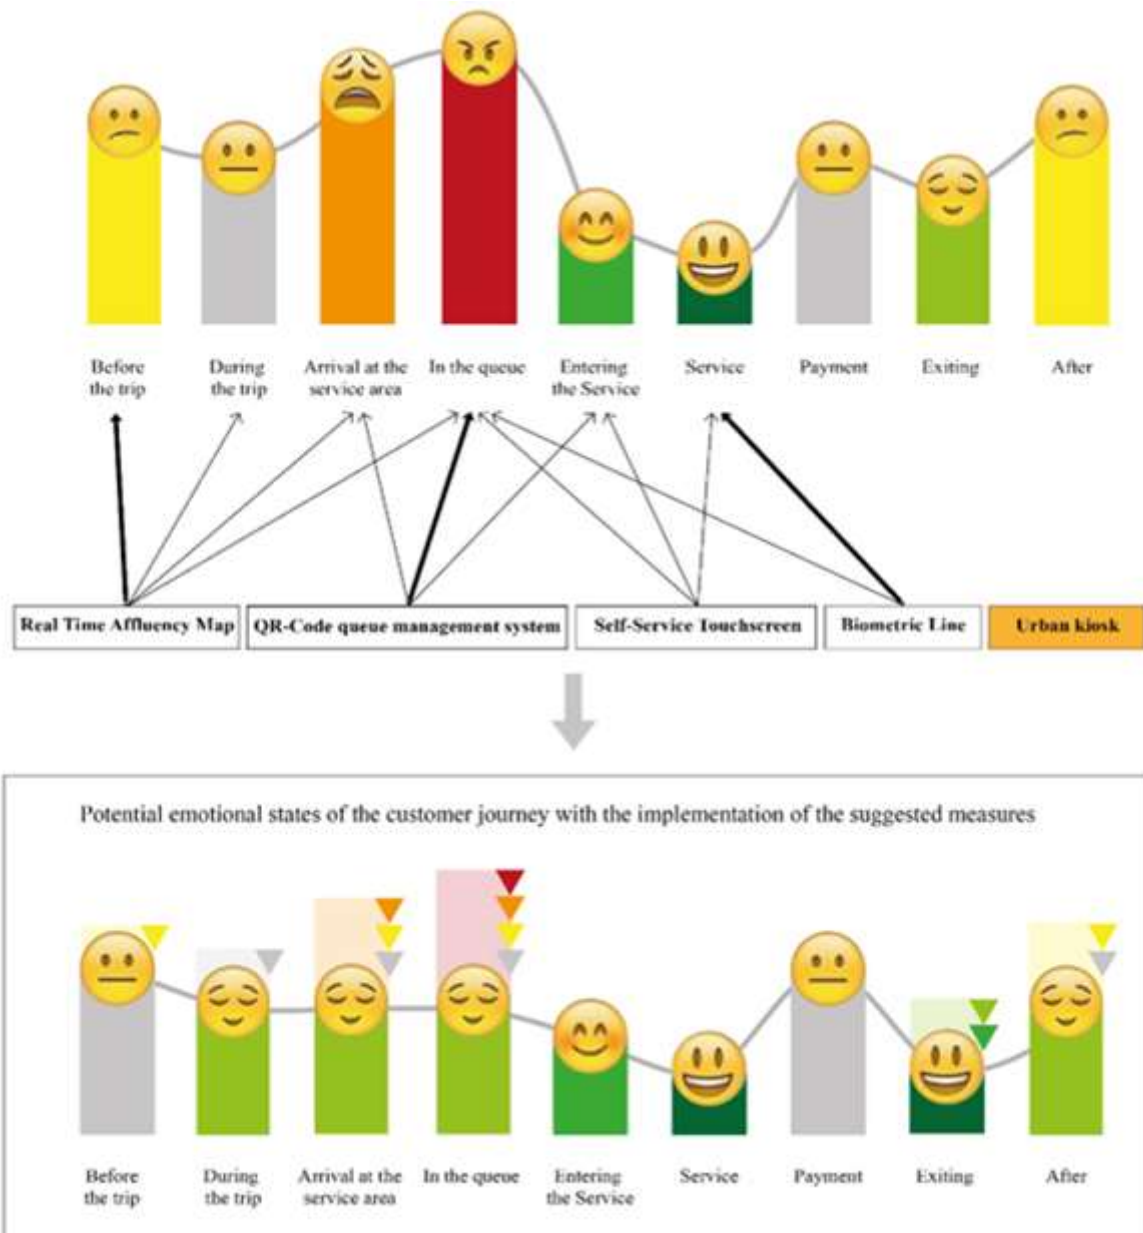 Before
the trip
During
the trip
Arrival at the
service area
In the queue
Entering
the Service
Service
Payment
Exiting
After
Real Time Affluency Map
QR-Code queue management system
Self-Service Touchscreen
Biometric Line
Urban kiosk
Potential emotional states of the customer journey with the implementation of the suggested measures
Before
the trip
During
the trip
Arrival at the
service area
In the queue
Entering
the Service
Service
Payment
Exiting
After